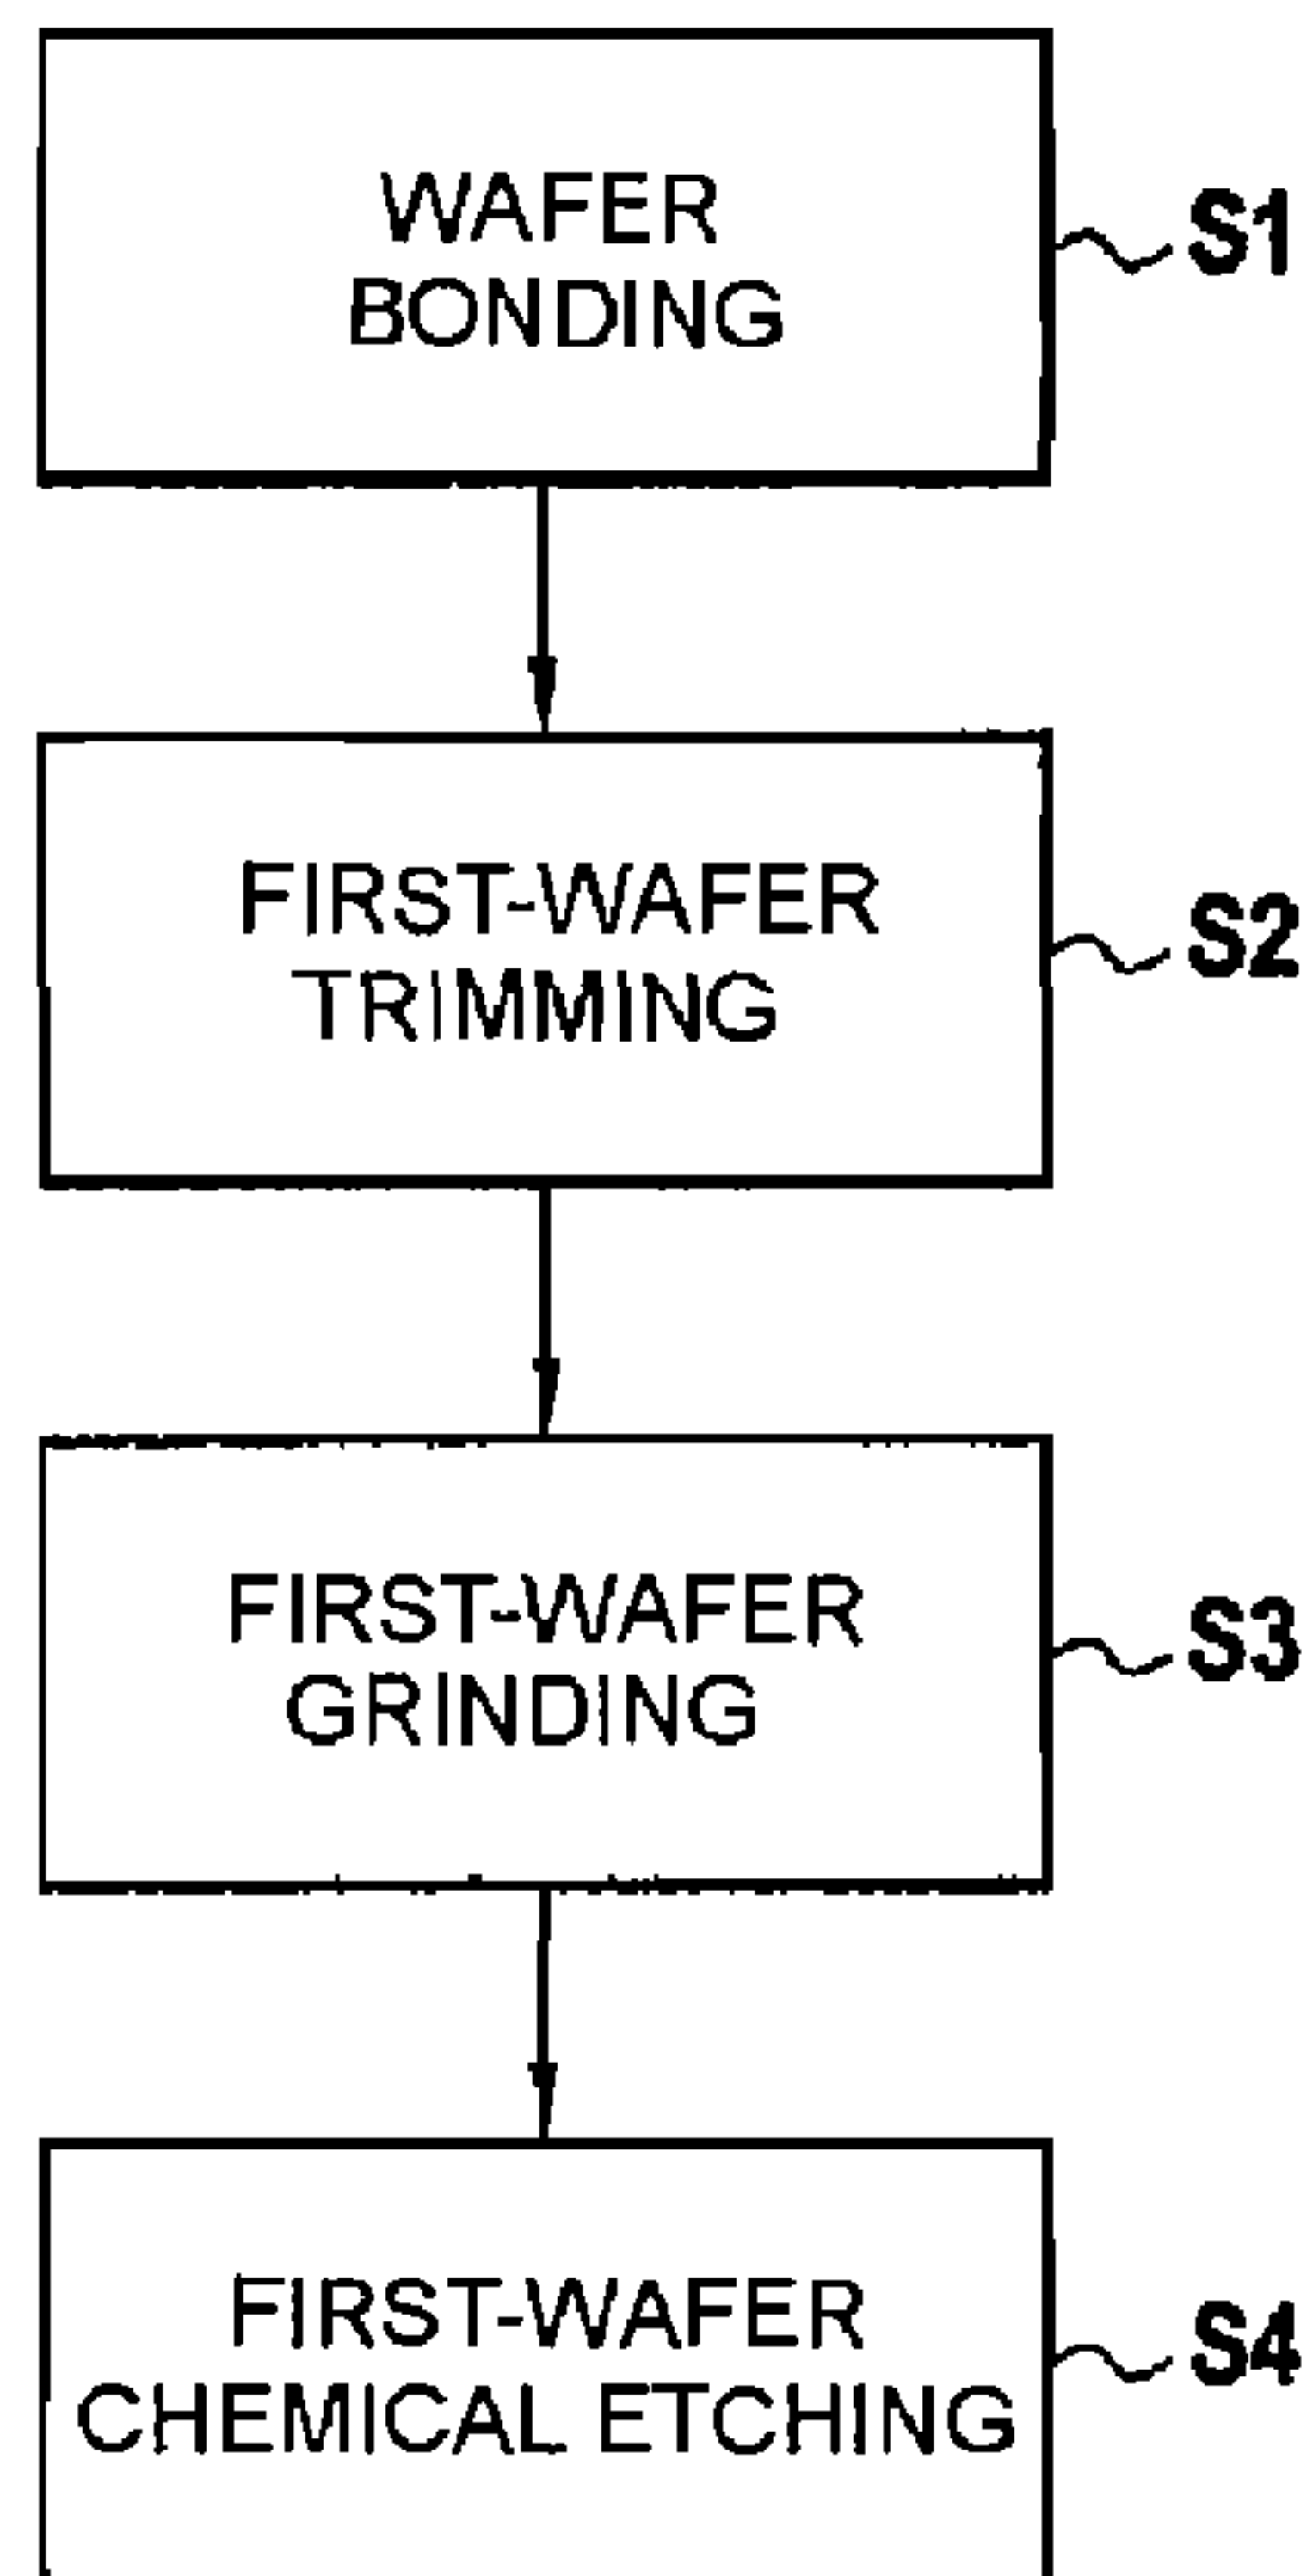 WAFER
BONDING
S1
FIRST-WAFER
TRIMMING
S2
FIRST-WAFER
GRINDING
S3
FIRST-WAFER
CHEMICAL ETCHING
S4